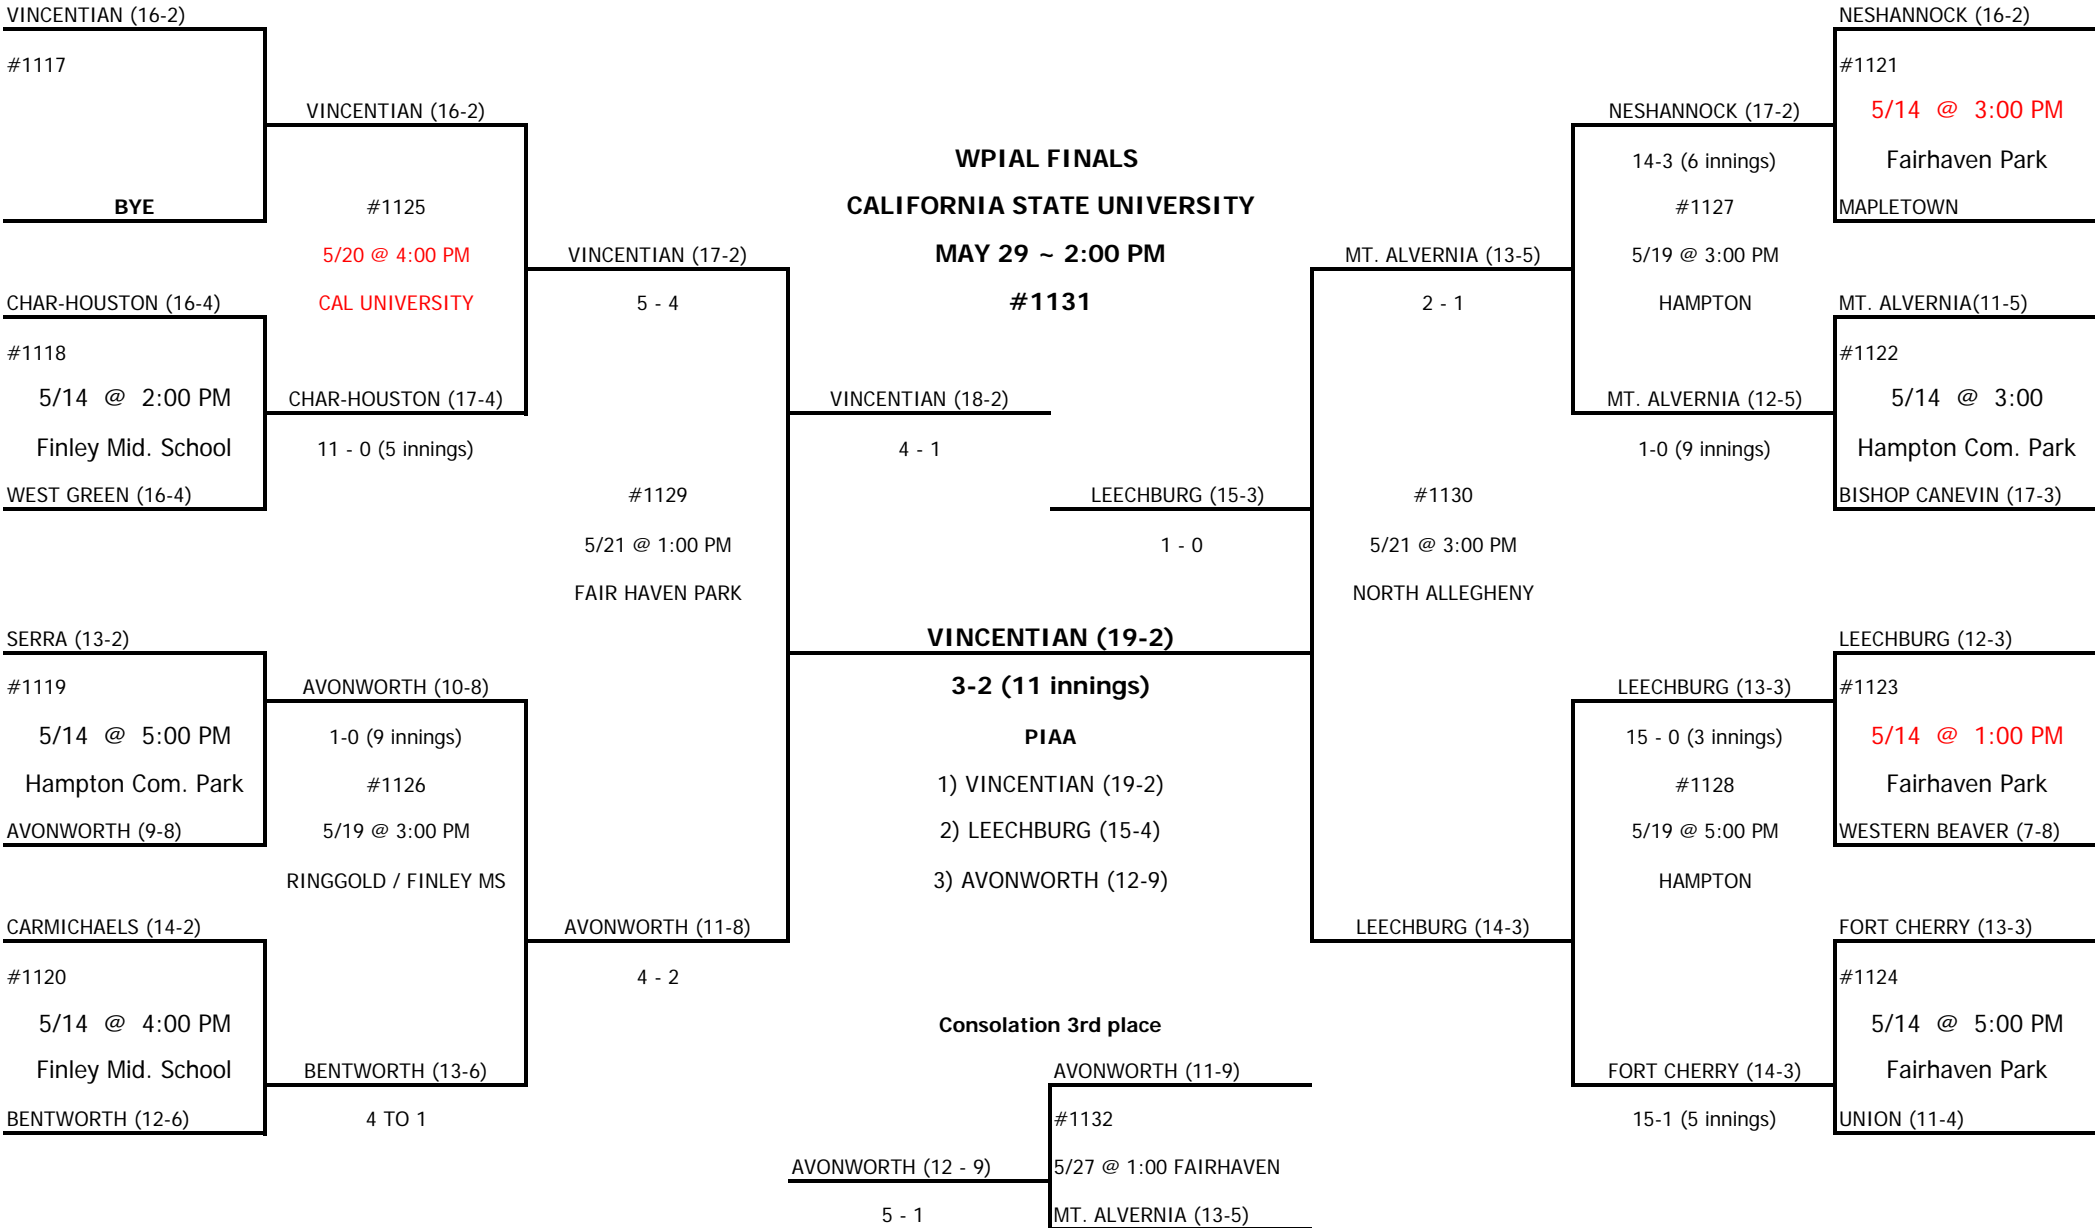 VINCENTIAN (16-2)
#1117
BYE
CHAR-HOUSTON (16-4)
#1118
5/14 @ 2:00 PM
Finley Mid. School
WEST GREEN (16-4)
SERRA (13-2)
#1119
5/14 @ 5:00 PM
Hampton Com. Park
AVONWORTH (9-8)
CARMICHAELS (14-2)
#1120
5/14 @ 4:00 PM
Finley Mid. School
BENTWORTH (12-6)
VINCENTIAN (16-2)
#1125
5/20 @ 4:00 PM
CAL UNIVERSITY
CHAR-HOUSTON (17-4)
11 - 0 (5 innings)
AVONWORTH (10-8)
1-0 (9 innings)
#1126
5/19 @ 3:00 PM
RINGGOLD / FINLEY MS
BENTWORTH (13-6)
4 TO 1
VINCENTIAN (17-2)
5 - 4
#1129
5/21 @ 1:00 PM
FAIR HAVEN PARK
AVONWORTH (11-8)
4 - 2
WPIAL FINALS
CALIFORNIA STATE UNIVERSITY
MAY 29 ~ 2:00 PM
#1131
VINCENTIAN (18-2)
4 - 1
LEECHBURG (15-3)
1 - 0
VINCENTIAN (19-2)
3-2 (11 innings)
PIAA
1) VINCENTIAN (19-2)
2) LEECHBURG (15-4)
3) AVONWORTH (12-9)
Consolation 3rd place
AVONWORTH (11-9)
#1132
5/27 @ 1:00 FAIRHAVEN
MT. ALVERNIA (13-5)
AVONWORTH (12 - 9)
5 - 1
MT. ALVERNIA (13-5)
2 - 1
#1130
5/21 @ 3:00 PM
NORTH ALLEGHENY
LEECHBURG (14-3)
NESHANNOCK (17-2)
14-3 (6 innings)
#1127
5/19 @ 3:00 PM
HAMPTON
MT. ALVERNIA (12-5)
1-0 (9 innings)
LEECHBURG (13-3)
15 - 0 (3 innings)
#1128
5/19 @ 5:00 PM
HAMPTON
FORT CHERRY (14-3)
15-1 (5 innings)
NESHANNOCK (16-2)
#1121
5/14 @ 3:00 PM
Fairhaven Park
MAPLETOWN
MT. ALVERNIA(11-5)
#1122
5/14 @ 3:00
Hampton Com. Park
BISHOP CANEVIN (17-3)
LEECHBURG (12-3)
#1123
5/14 @ 1:00 PM
Fairhaven Park
WESTERN BEAVER (7-8)
FORT CHERRY (13-3)
#1124
5/14 @ 5:00 PM
Fairhaven Park
UNION (11-4)